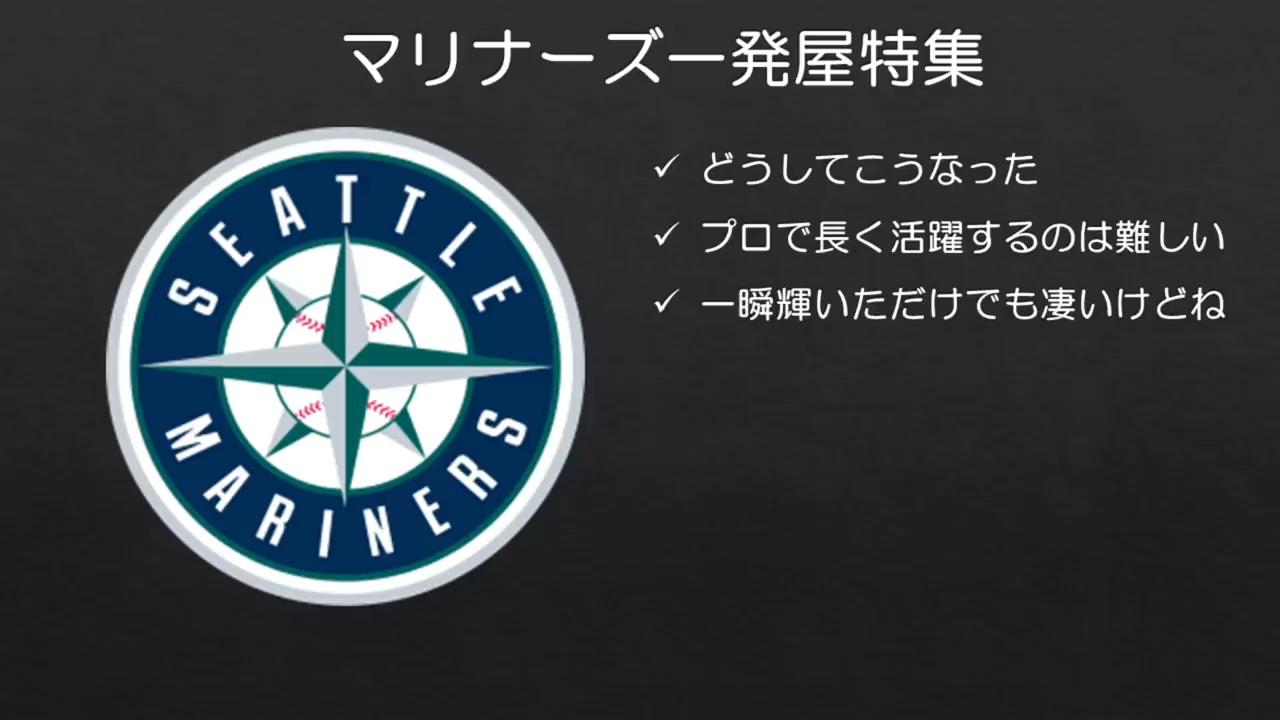 マリナーズ一発屋特集
SEATTLE
MARINERS
✓ どうしてこうなった
✓ プロで長く活躍するのは難しい
✓ 一瞬輝いただけでも凄いけどね